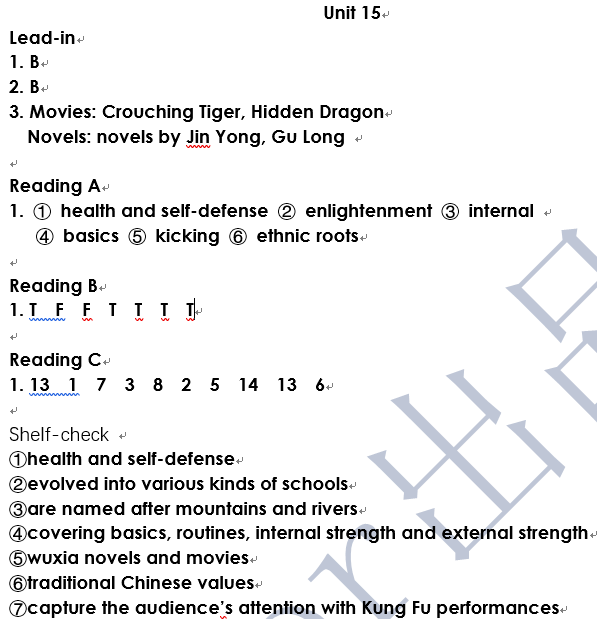 Unit 15
Lead-in
1. B
2. B
3. Movies: Crouching Tiger, Hidden Dragon
Novels: novels by Jin Yong, Gu Long
Reading A
1. ① health and self-defense ② enlightenment ③ internal
④ basics ⑤ kicking ⑥ ethnic roots
Reading B
1. T F F T T T T
Reading C
1. 13 1 7 3 8 2 5 14 13 6
Shelf-check
①health and self-defense
②evolved into various kinds of schools
③are named after mountains and rivers
④covering basics, routines, internal strength and external strength
⑤wuxia novels and movies
⑥traditional Chinese values
⑦capture the audience's attention with Kung Fu performances